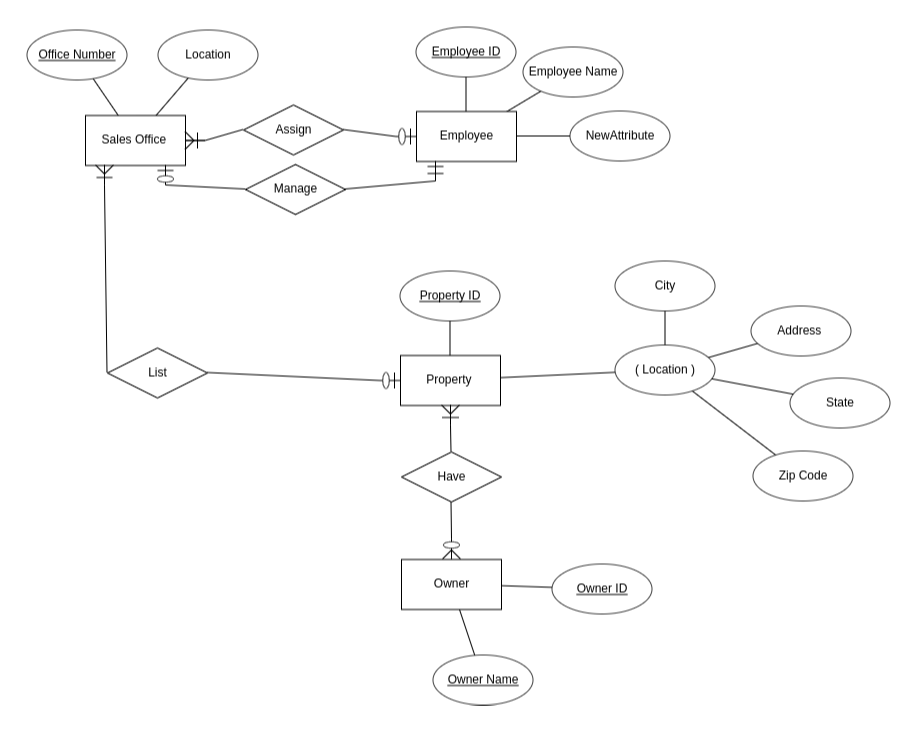 Office Number
Location
Employee ID
Employee Name
Sales Office
Assign
Employee
NewAttribute
Manage
Property ID
City
Address
List
Property
( Location )
State
Have
Zip Code
Owner
Owner ID
Owner Name